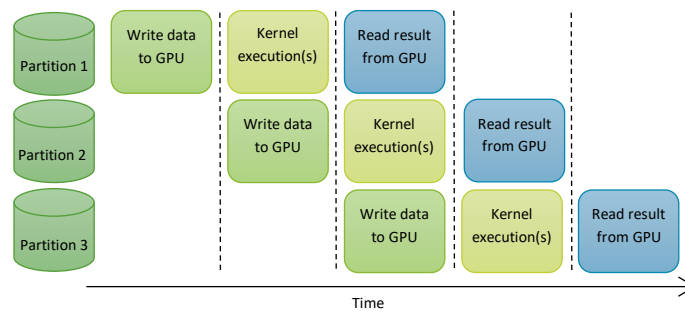 Partition 1
Write data
to GPU
Kernel
execution(s)
Read result
from GPU
Partition 2
Write data
to GPU
Kernel
execution(s)
Read result
from GPU
Partition 3
Write data
to GPU
Kernel
execution(s)
Read result
from GPU
Time